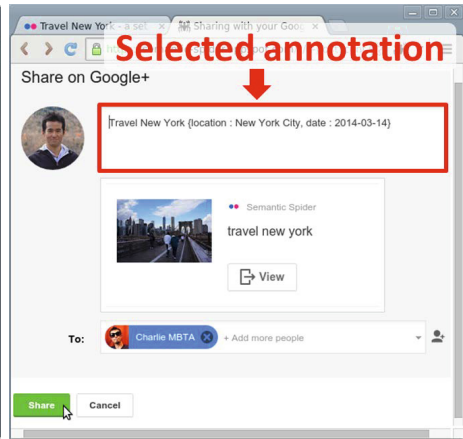 Travel New York - a set
Sharing with your Goo
Selected annotation
Share on Google+
Travel New York {location : New York City, date : 2014-03-14}
Semantic Spider
travel new york
View
To:
Charlie MBTA
+ Add more people
Share
Cancel